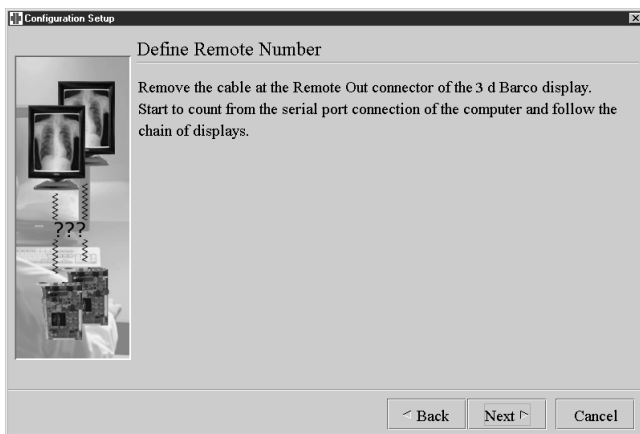 Configuration Setup
Define Remote Number
Remove the cable at the Remote Out connector of the 3 d Barco display.
Start to count from the serial port connection of the computer and follow the
chain of displays.
???
Back Next Cancel